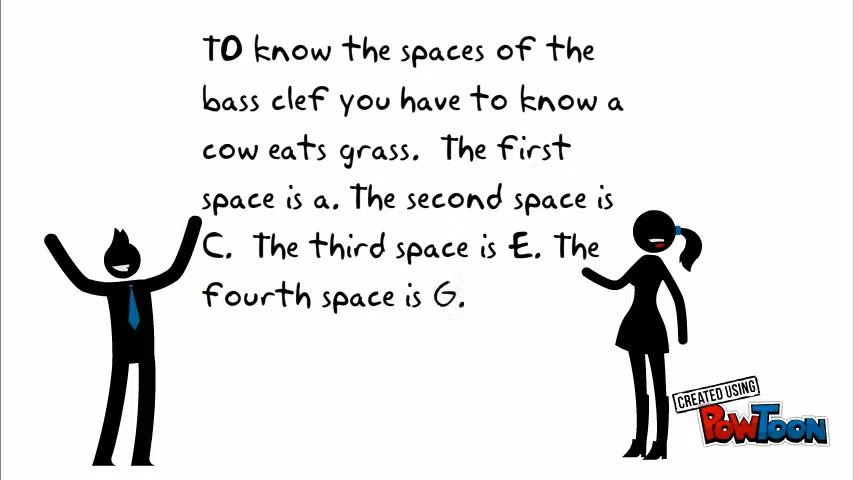 TO know the spaces of the
bass clef you have to know a
cow eats grass. The first
space is a. The second space is
C. The third space is E. The
fourth space is G.
CREATED USING
POWTOON